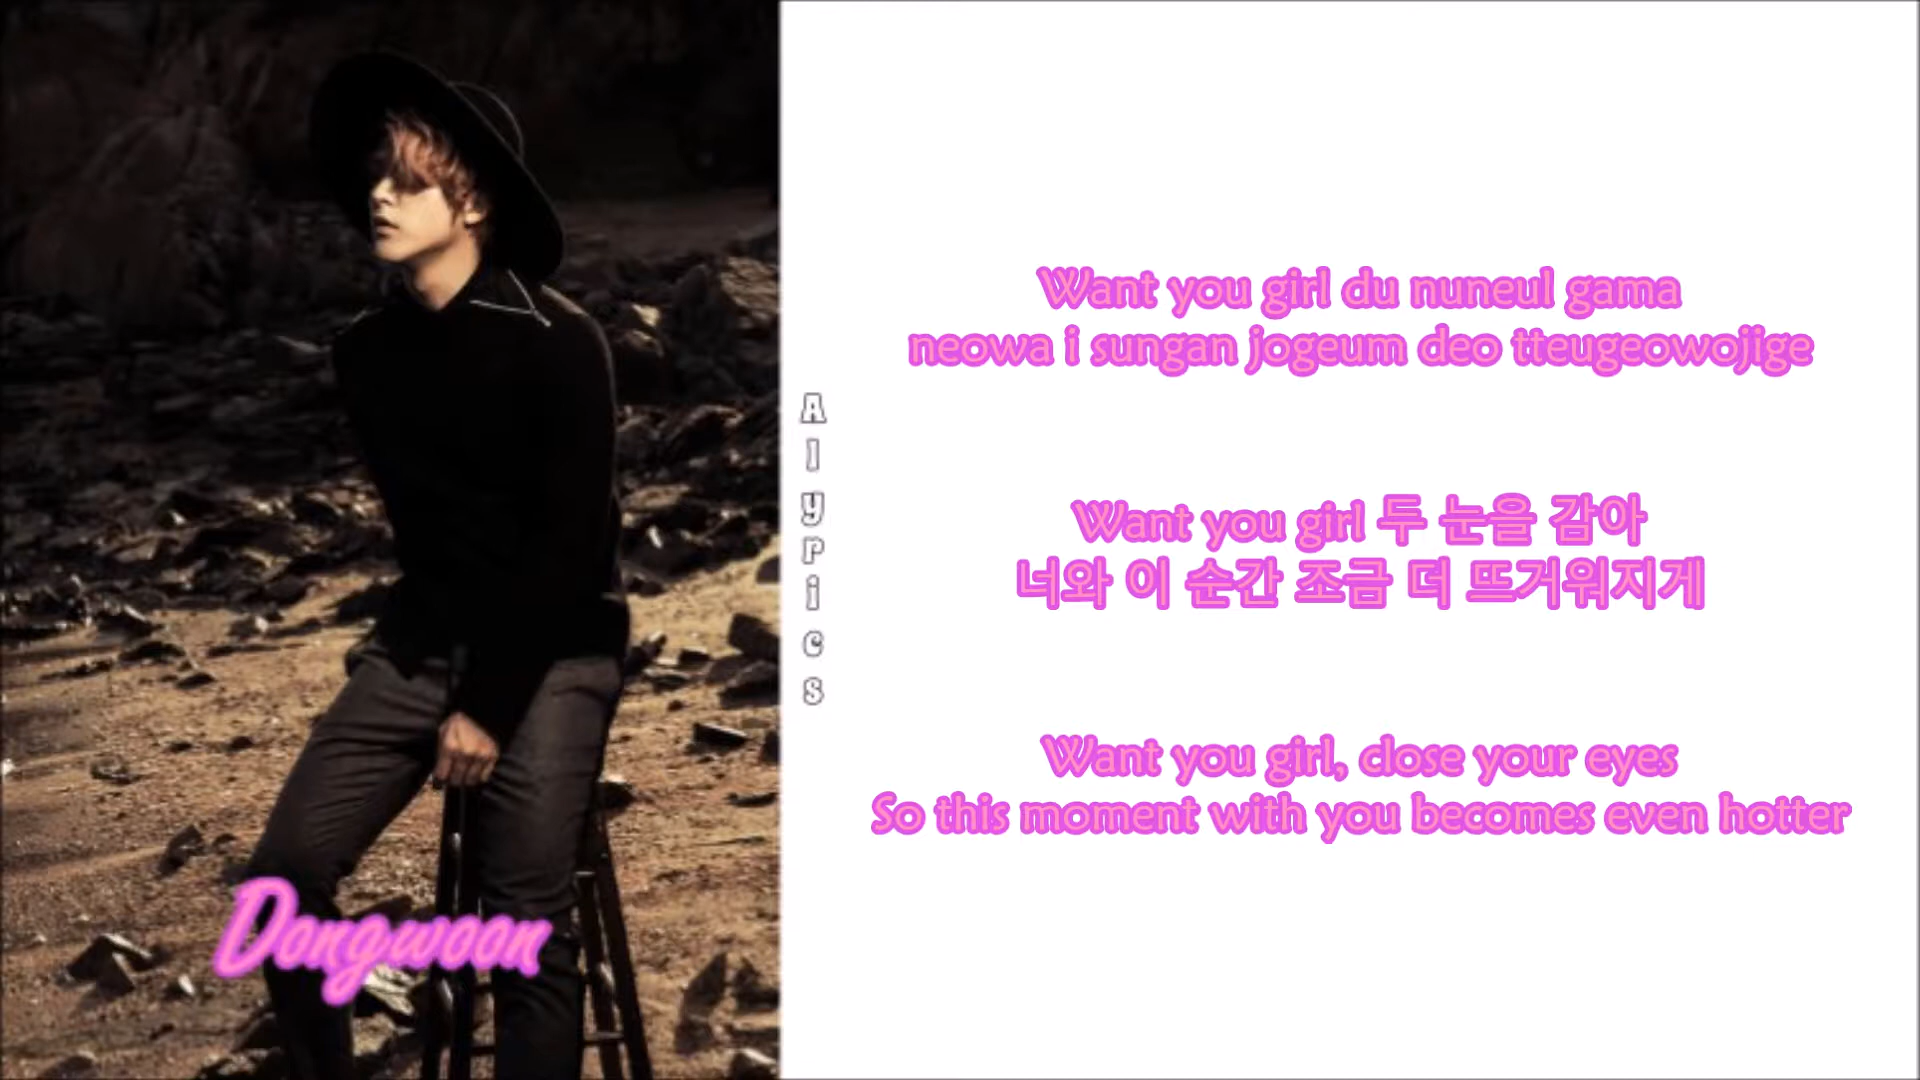 Dongwoon
Alyrics
Want you girl du nuneul gama
neowa i sungan jogeum deo tteugeowojige
Want you girl 두 눈을 감아
너와 이 순간 조금 더 뜨거워지게
Want you girl, close your eyes
So this moment with you becomes even hotter